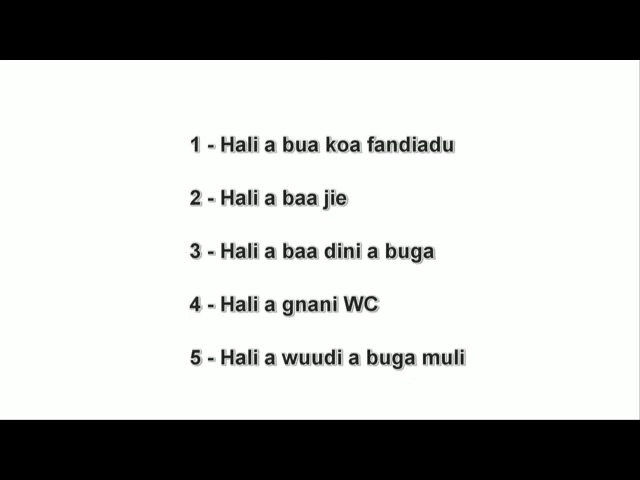 1 - Hali a bua koa fandiadu
2 - Hali a baa jie
3 - Hali a baa dini a buga
4 - Hali a gnani WC
5 - Hali a wuudi a buga muli